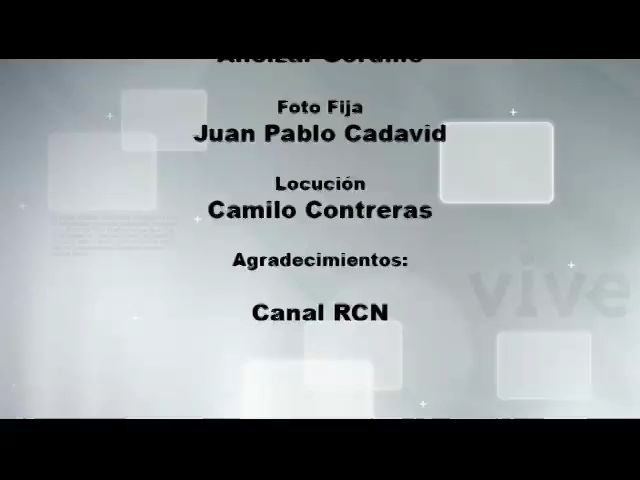 Foto Fija
Juan Pablo Cadavid
Locución
Camilo Contreras
Agradecimientos:
vive
Canal RCN